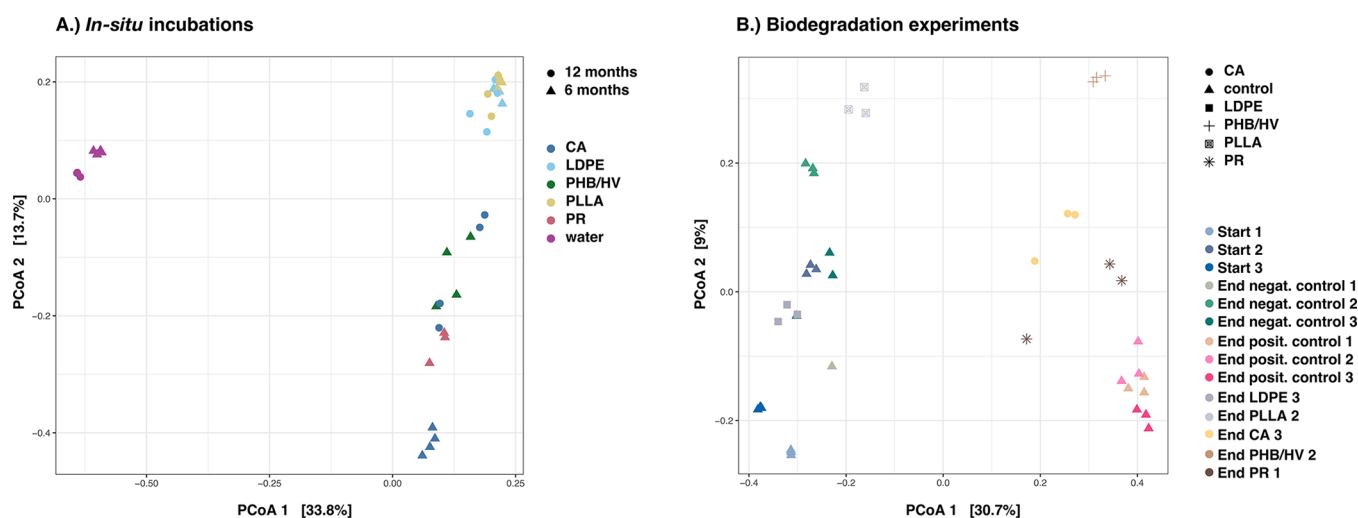 A.) In-situ incubations
0.2
0.0
-0.2
-0.4
-0.50
-0.25
0.00
0.25
PCoA 1 [33.8%]
PCoA 2 [13.7%]
12 months
6 months
CA
LDPE
PHB/HV
PLLA
PR
water
B.) Biodegradation experiments
0.2
0.0
-0.2
-0.4
-0.2
0.0
0.2
0.4
PCoA 1 [30.7%]
PCoA 2 [9%]
CA
control
LDPE
PHB/HV
PLLA
PR
Start 1
Start 2
Start 3
End negat. control 1
End negat. control 2
End negat. control 3
End posit. control 1
End posit. control 2
End posit. control 3
End LDPE 3
End PLLA 2
End CA 3
End PHB/HV 2
End PR 1